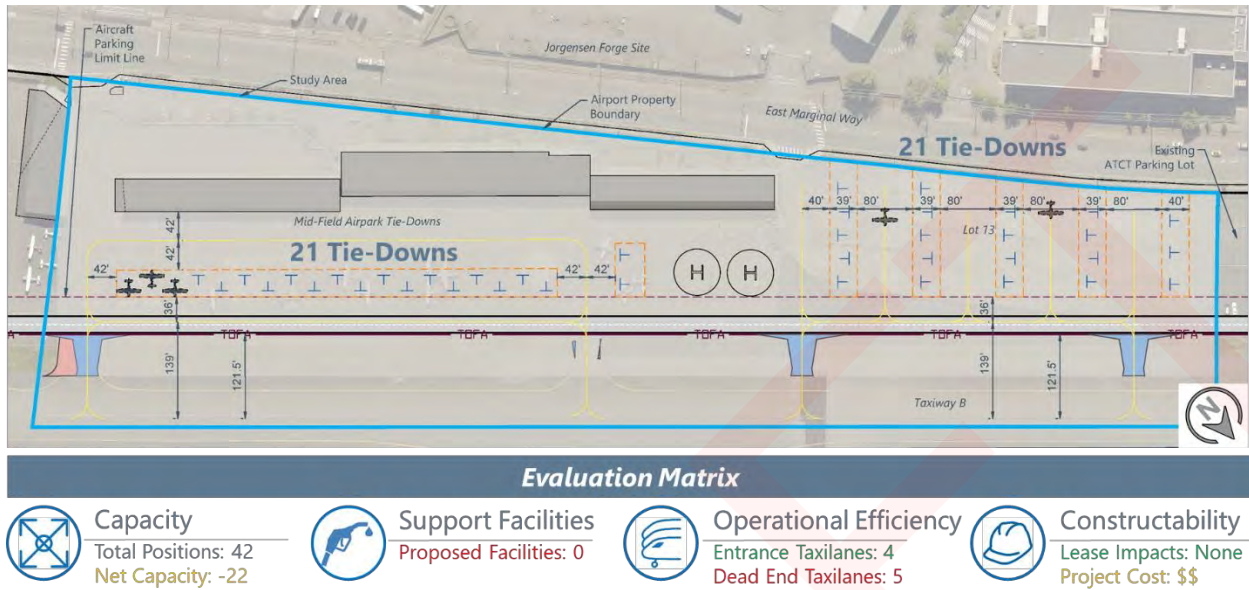 Aircraft
Parking
Limit Line
Study Area
Jorgensen Forge Site
Airport Property
Boundary
East Marginal Way
21 Tie-Downs
Existing
ATCT Parking Lot
40' 39' 80' 39' 80' 39' 80' 39' 80' 40'
Lot 13
Mid-Field Airpark Tie-Downs
42'
42'
21 Tie-Downs
42' 42' 42'
H H
36' 36'
TOFA TOFA TOFA TOFA TOFA
139' 121.5' 139' 121.5'
Taxiway B
N
Evaluation Matrix
Capacity
Total Positions: 42
Net Capacity: -22
Support Facilities
Proposed Facilities: 0
Operational Efficiency
Entrance Taxilanes: 4
Dead End Taxilanes: 5
Constructability
Lease Impacts: None
Project Cost: $$